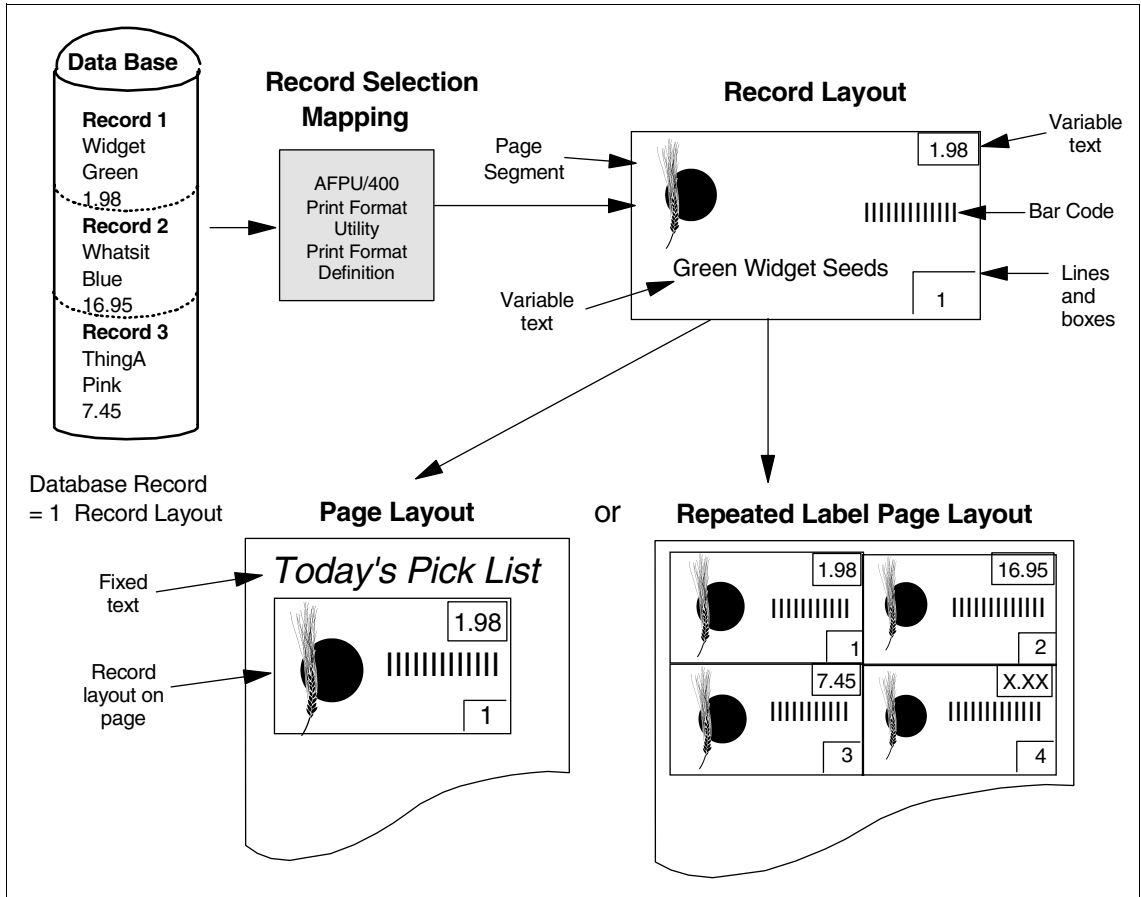 Data Base
Record 1
Widget
Green
1.98
Record 2
Whatsit
Blue
16.95
Record 3
ThingA
Pink
7.45
Database Record
= 1 Record Layout
Record Selection
Mapping
AFPU/400
Print Format
Utility
Print Format
Definition
Record Layout
Page
Segment
Variable
text
1.98
Variable
text
Bar Code
Green Widget Seeds
1
Lines
and
boxes
Page Layout
Fixed
text
Today's Pick List
Record
layout on
page
1.98
1
or
Repeated Label Page Layout
1.98
1
16.95
2
7.45
3
X.XX
4